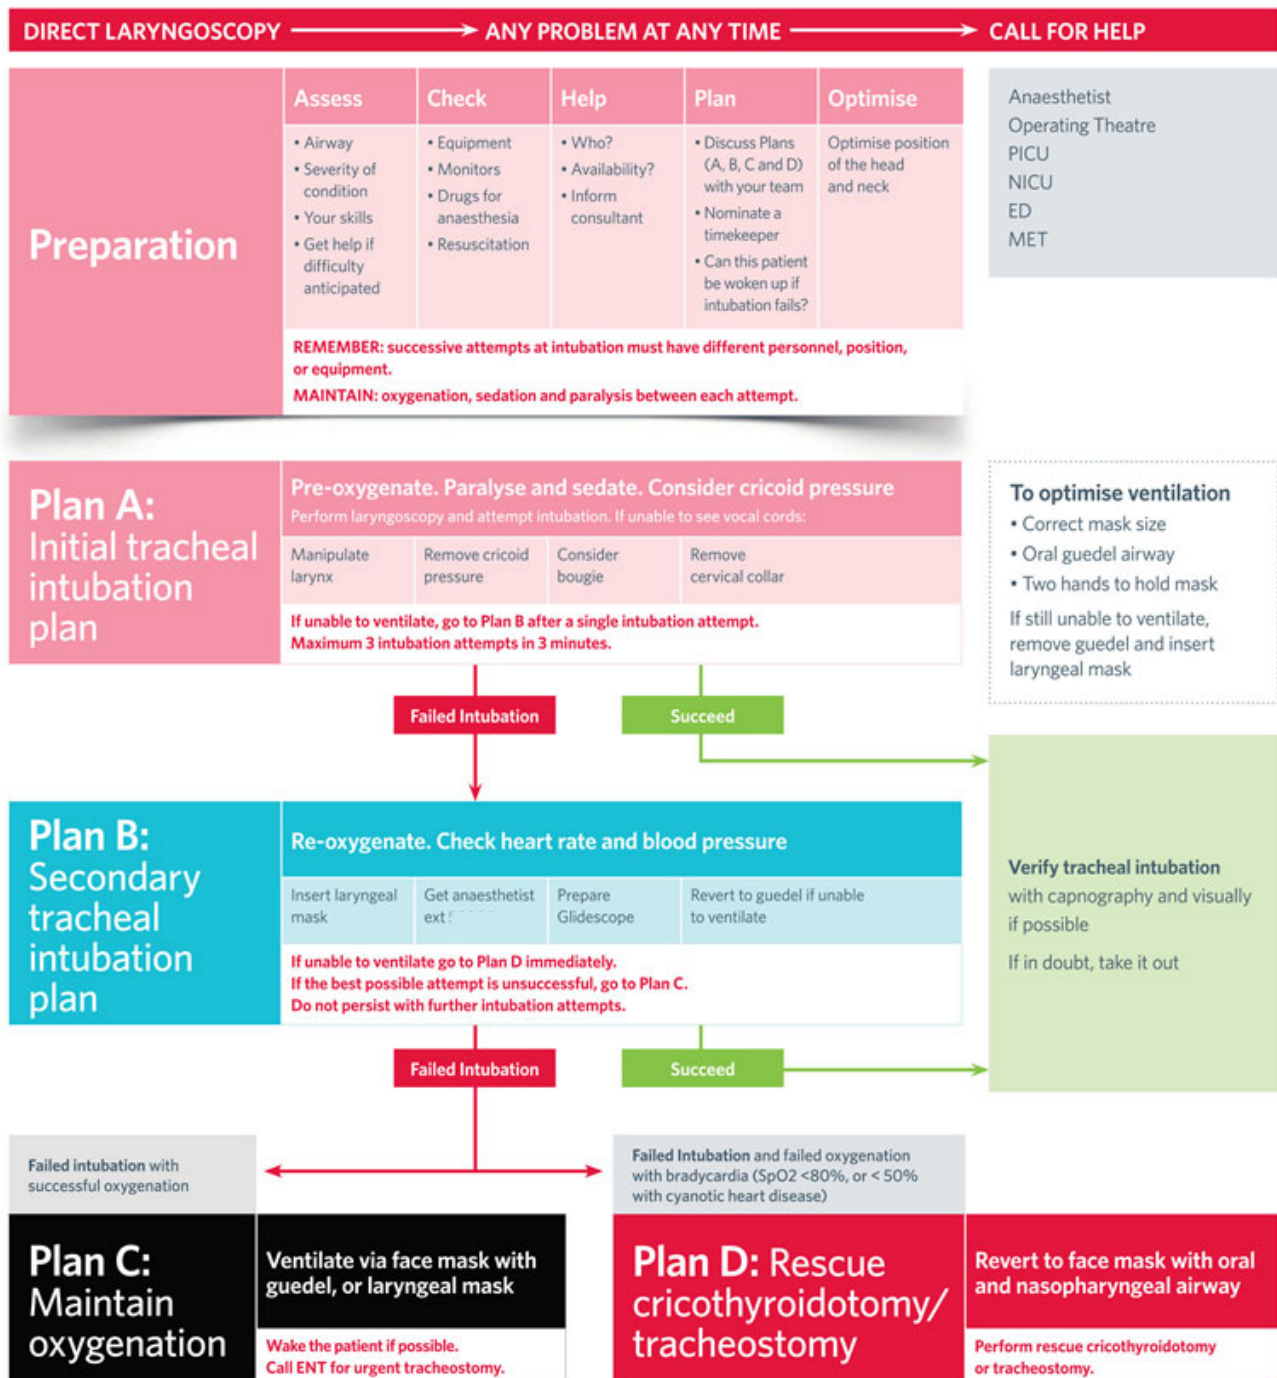 DIRECT LARYNGOSCOPY
ANY PROBLEM AT ANY TIME
CALL FOR HELP
Preparation
Assess
• Airway
• Severity of
condition
• Your skills
• Get help if
difficulty
anticipated
Check
• Equipment
• Monitors
• Drugs for
anaesthesia
• Resuscitation
Help
• Who?
• Availability?
• Inform
consultant
Plan
• Discuss Plans
(A, B, C and D)
with your team
• Nominate a
timekeeper
• Can this patient
be woken up if
intubation fails?
Optimise
Optimise position
of the head
and neck
REMEMBER: successive attempts at intubation must have different personnel, position,
or equipment.
MAINTAIN: oxygenation, sedation and paralysis between each attempt.
Anaesthetist
Operating Theatre
PICU
NICU
ED
MET
Plan A:
Initial tracheal
intubation
plan
Pre-oxygenate. Paralyse and sedate. Consider cricoid pressure
Perform laryngoscopy and attempt intubation. If unable to see vocal cords:
Manipulate
larynx
Remove cricoid
pressure
Consider
bougie
Remove
cervical collar
If unable to ventilate, go to Plan B after a single intubation attempt.
Maximum 3 intubation attempts in 3 minutes.
To optimise ventilation
• Correct mask size
• Oral guedel airway
• Two hands to hold mask
If still unable to ventilate,
remove guedel and insert
laryngeal mask
Failed Intubation
Succeed
Plan B:
Secondary
tracheal
intubation
plan
Re-oxygenate. Check heart rate and blood pressure
Insert laryngeal
mask
Get anaesthetist
ext
Prepare
Glidescope
Revert to guedel if unable
to ventilate
If unable to ventilate go to Plan D immediately.
If the best possible attempt is unsuccessful, go to Plan C.
Do not persist with further intubation attempts.
Verify tracheal intubation
with capnography and visually
if possible
If in doubt, take it out
Failed Intubation
Succeed
Failed intubation with
successful oxygenation
Failed Intubation and failed oxygenation
with bradycardia (SpO2 <80%, or < 50%
with cyanotic heart disease)
Plan C:
Maintain
oxygenation
Ventilate via face mask with
guedel, or laryngeal mask
Wake the patient if possible.
Call ENT for urgent tracheostomy.
Plan D: Rescue
cricothyroidotomy/
tracheostomy
Revert to face mask with oral
and nasopharyngeal airway
Perform rescue cricothyroidotomy
or tracheostomy.